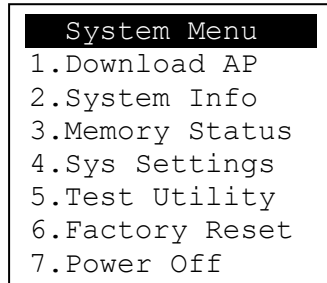 System Menu
1.Download AP
2.System Info
3.Memory Status
4.Sys Settings
5.Test Utility
6.Factory Reset
7.Power Off